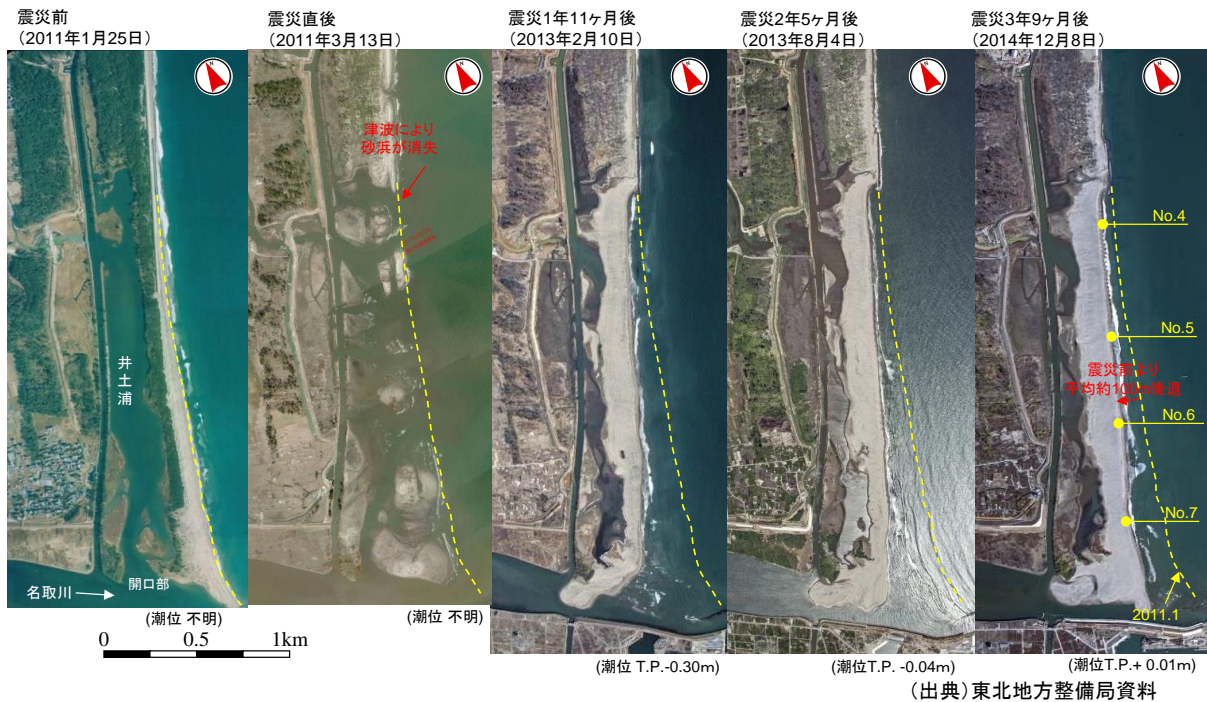 震災前
（2011年1月25日）
震災直後
（2011年3月13日）
震災1年11ヶ月後
（2013年2月10日）
震災2年5ヶ月後
（2013年8月4日）
震災3年9ヶ月後
（2014年12月8日）
津波により
砂浜が消失
井土浦
名取川
開口部
No.4
No.5
震災前より
平均約100m後退
No.6
No.7
2011.1
(潮位 不明)
(潮位 不明)
(潮位 T.P.-0.30m)
(潮位T.P. -0.04m)
(潮位T.P.+ 0.01m)
0 0.5 1km
（出典）東北地方整備局資料